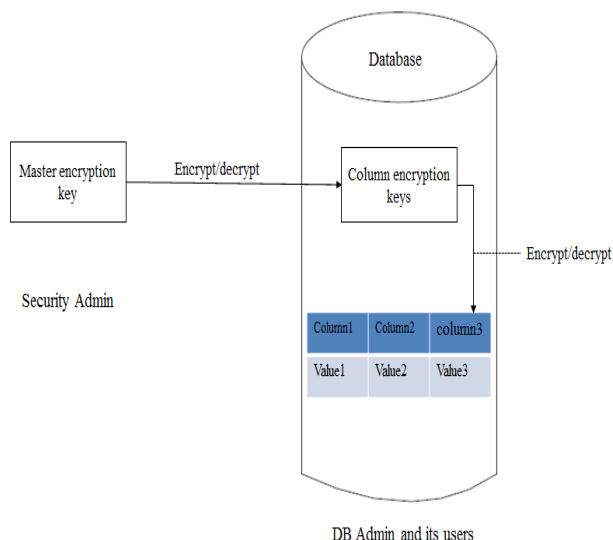 Database
Master encryption
key
Encrypt/decrypt
Column encryption
keys
Encrypt/decrypt
Security Admin
Column1 Column2 column3
Value1 Value2 Value3
DB Admin and its users